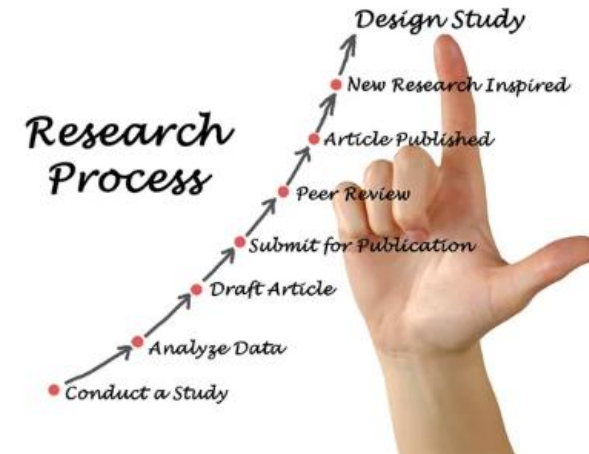 Design Study
New Research Inspired
Research
Process
Article Published
Peer Review
Submit for Publication
Draft Article
Analyze Data
Conduct a Study